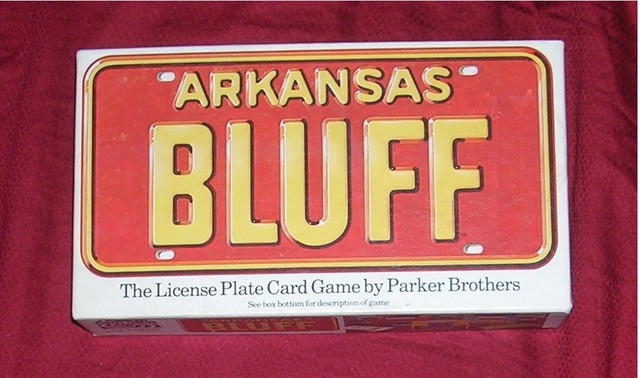 ARKANSAS
BLUFF
The License Plate Card Game by Parker Brothers
See box bottom for description of game
BLUFF